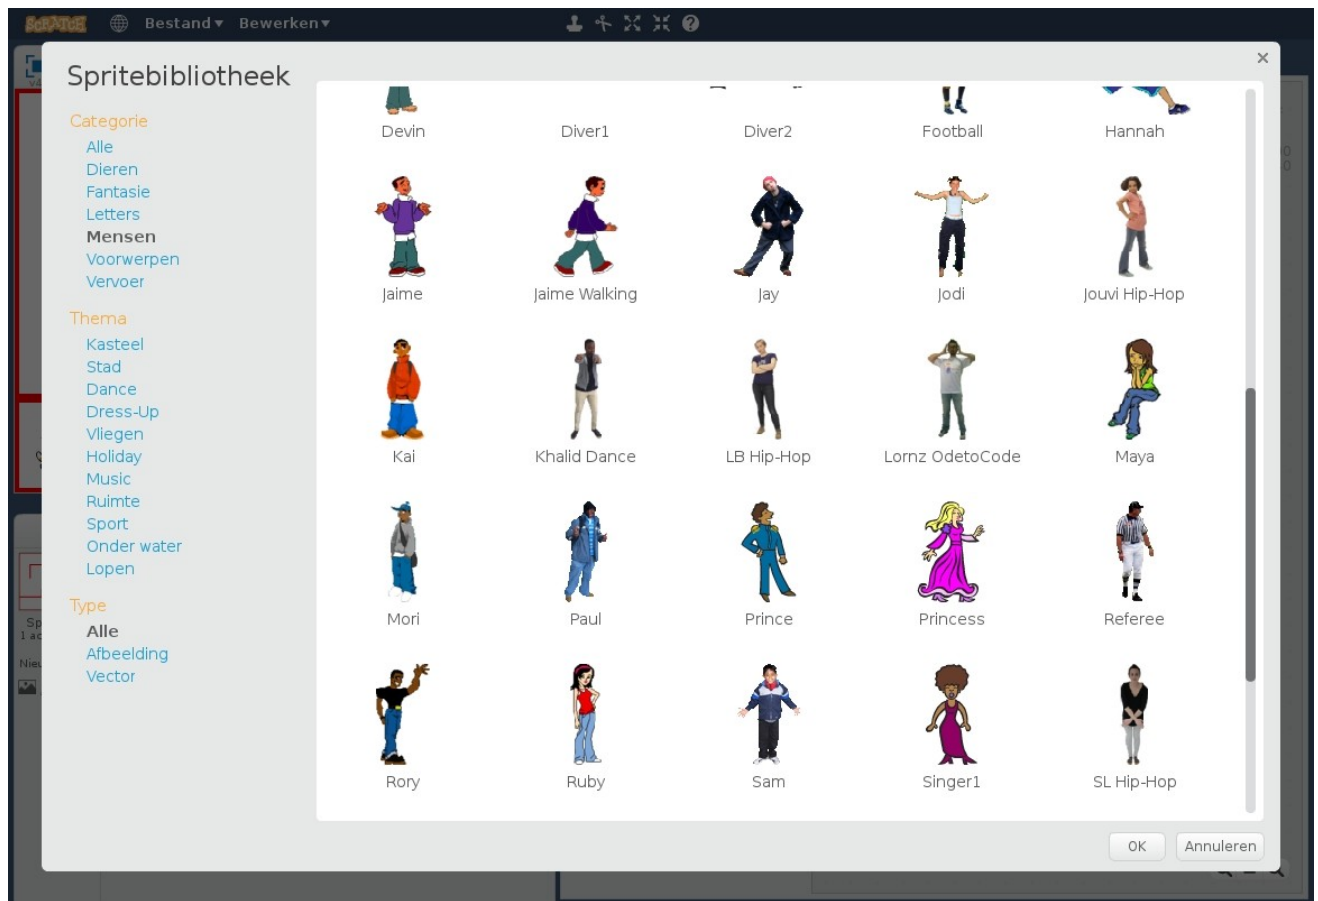 SCRATCH Bestand Bewerken
Spritebibliotheek
Categorie
Alle
Dieren
Fantasie
Letters
Mensen
Voorwerpen
Vervoer
Thema
Kasteel
Stad
Dance
Dress-Up
Vliegen
Holiday
Music
Ruimte
Sport
Onder water
Lopen
Type
Alle
Afbeelding
Vector
Devin Diver1 Diver2 Football Hannah
Jaime Jaime Walking Jay Jodi Jouvi Hip-Hop
Kai Khalid Dance LB Hip-Hop Lornz OdetoCode Maya
Mori Paul Prince Princess Referee
Rory Ruby Sam Singer1 SL Hip-Hop
OK Annuleren